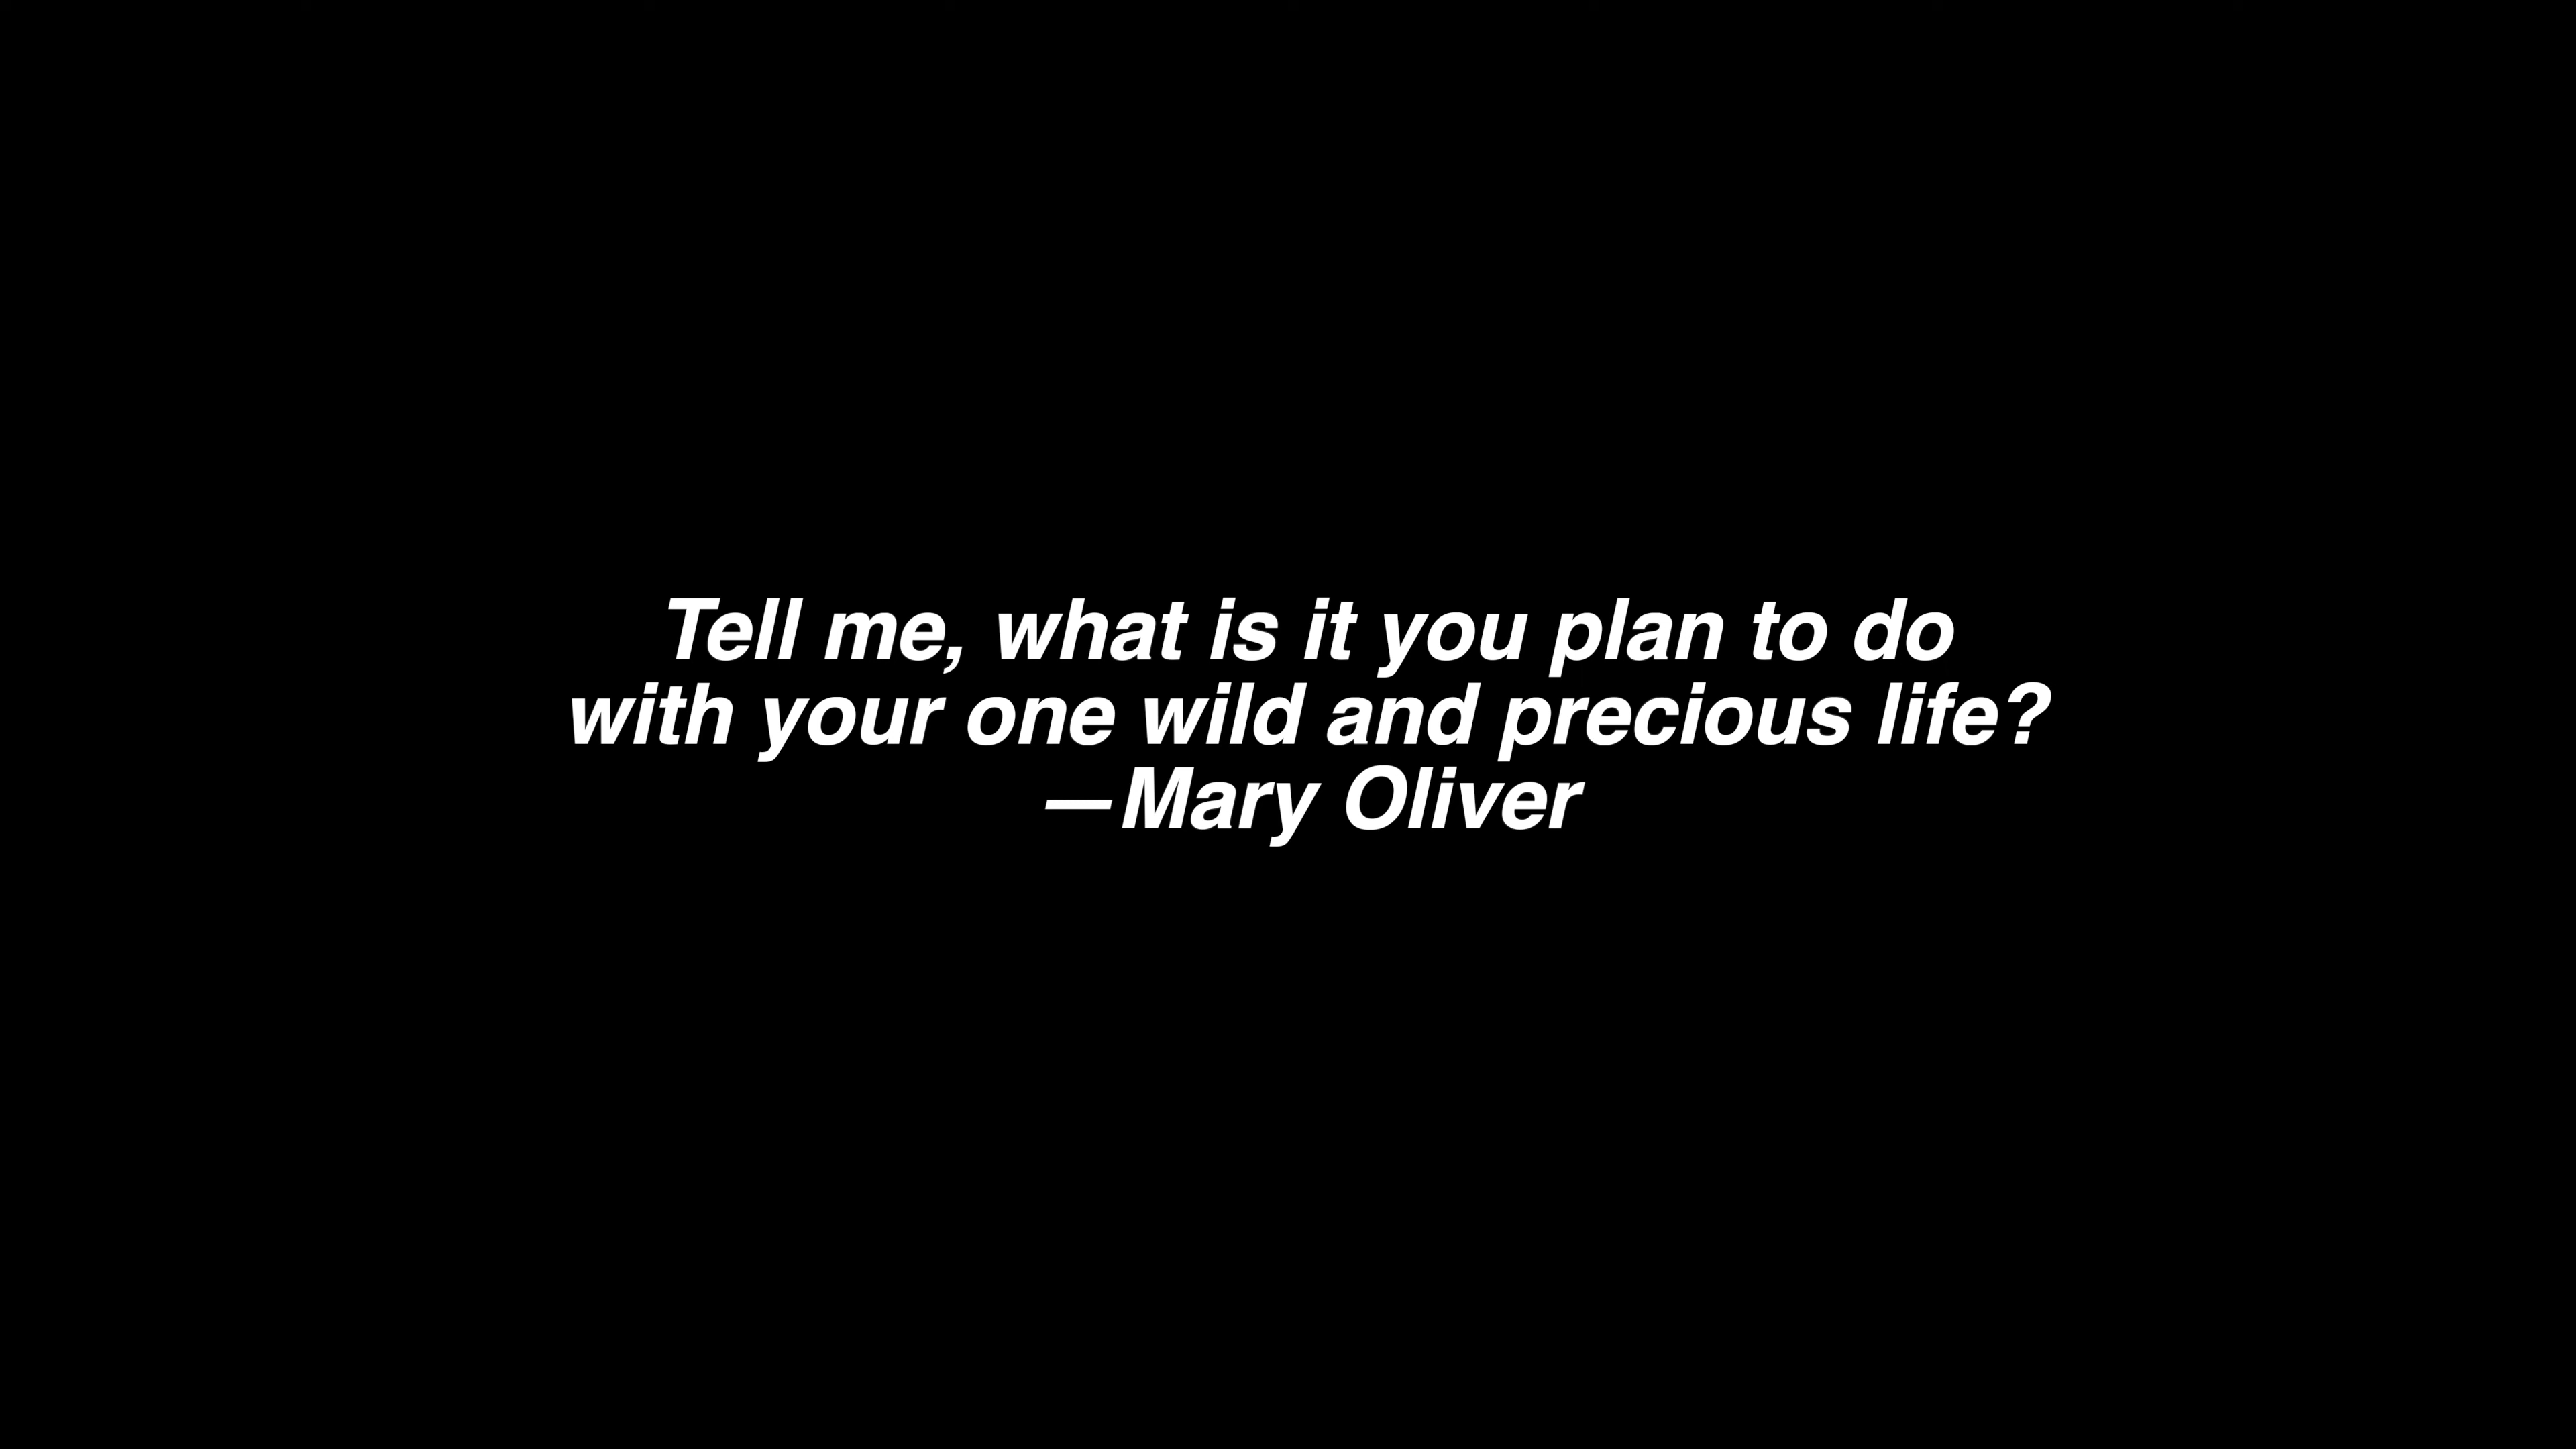 Tell me, what is it you plan to do
with your one wild and precious life?
—Mary Oliver